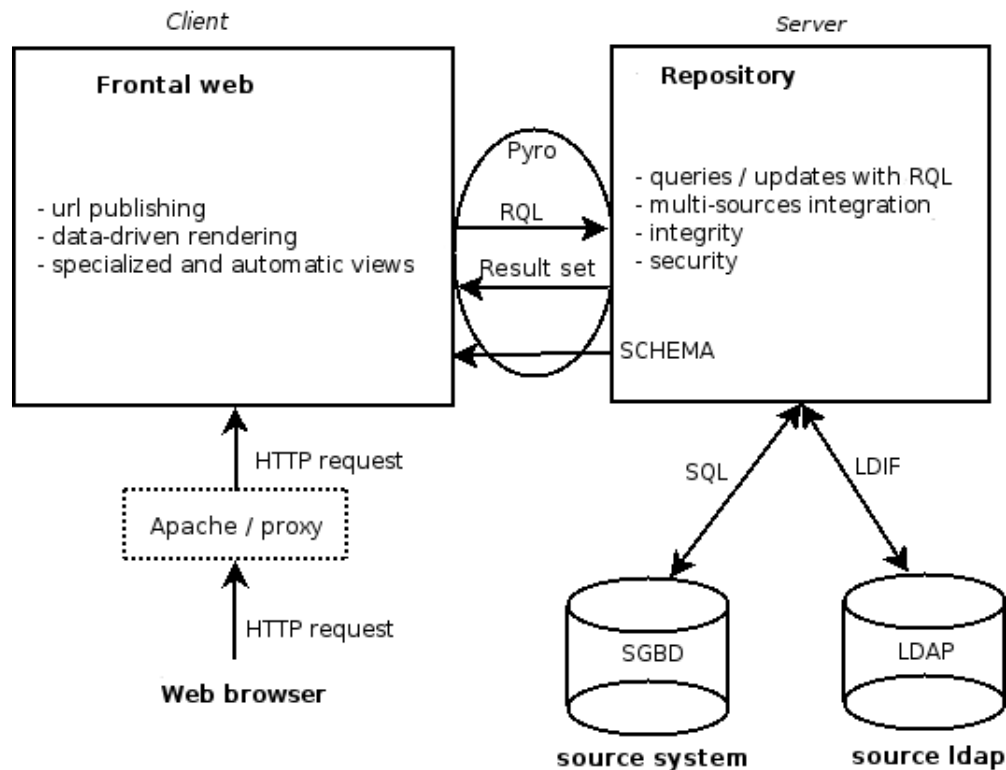 Client
Server
Frontal web
Repository
- url publishing
- data-driven rendering
- specialized and automatic views
Pyro
RQL
Result set
SCHEMA
- queries / updates with RQL
- multi-sources integration
- integrity
- security
HTTP request
Apache / proxy
HTTP request
Web browser
SQL
LDIF
SGBD
LDAP
source system
source ldap